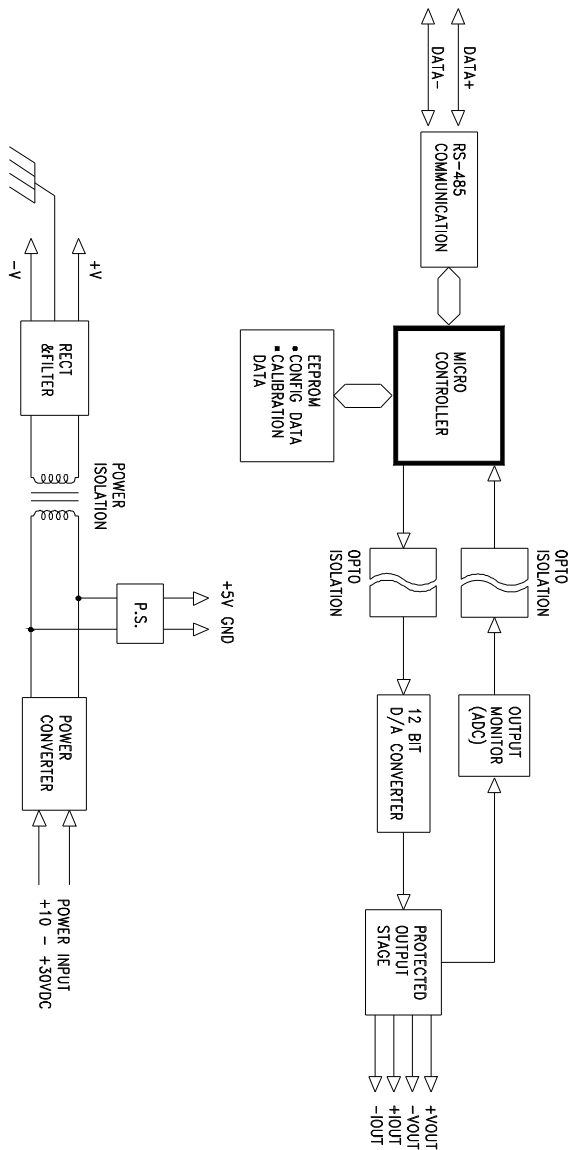 DATA+
DATA-
RS-485
COMMUNICATION
MICRO
CONTROLLER
EEPROM
• CONFIG DATA
▪ CALIBRATION
DATA
OPTO
ISOLATION
OPTO
ISOLATION
OUTPUT
MONITOR
(ADC)
12 BIT
D/A CONVERTER
PROTECTED
OUTPUT
STAGE
+VOUT
-VOUT
+IOUT
-IOUT
+V
-V
RECT
&FILTER
POWER
ISOLATION
+5V
GND
P.S.
POWER
CONVERTER
POWER INPUT
+10 - +30VDC